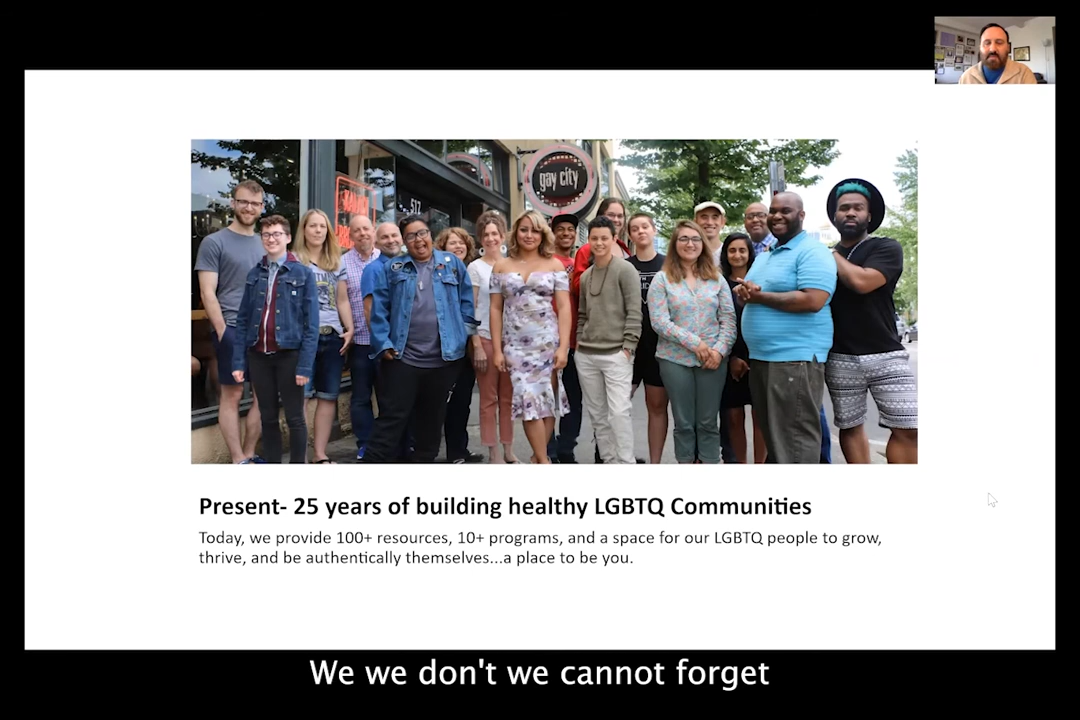 gay city
517
Present- 25 years of building healthy LGBTQ Communities
Today, we provide 100+ resources, 10+ programs, and a space for our LGBTQ people to grow,
thrive, and be authentically themselves...a place to be you.
We we don't we cannot forget